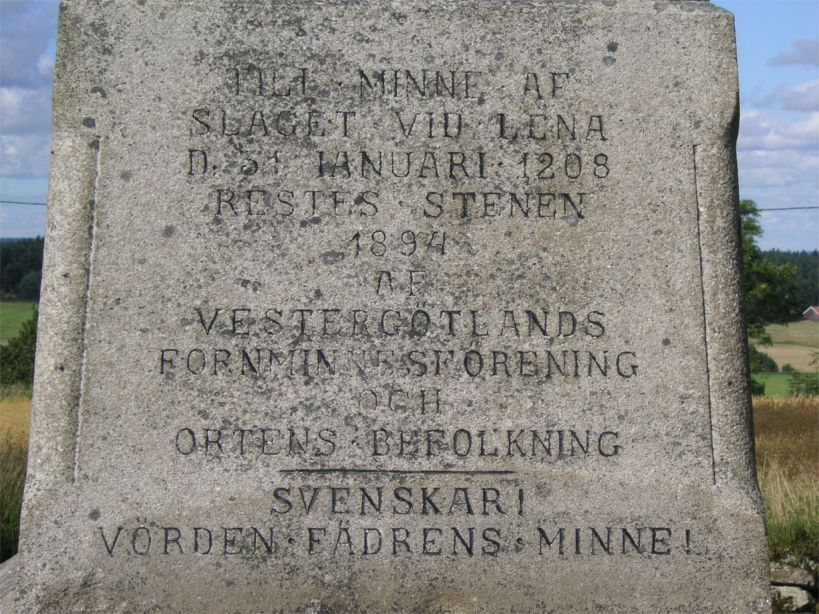 TILL · MINNE · AF
SLAGET · VID · LENA
D. 31 JANUARI · 1208
RESTES · STENEN
1894
AF
VESTERGÖTLANDS
FORNMINNESFÖRENING
OCH
ORTENS · BEFOLKNING
SVENSKAR!
VÖRDEN · FÄDRENS · MINNE!